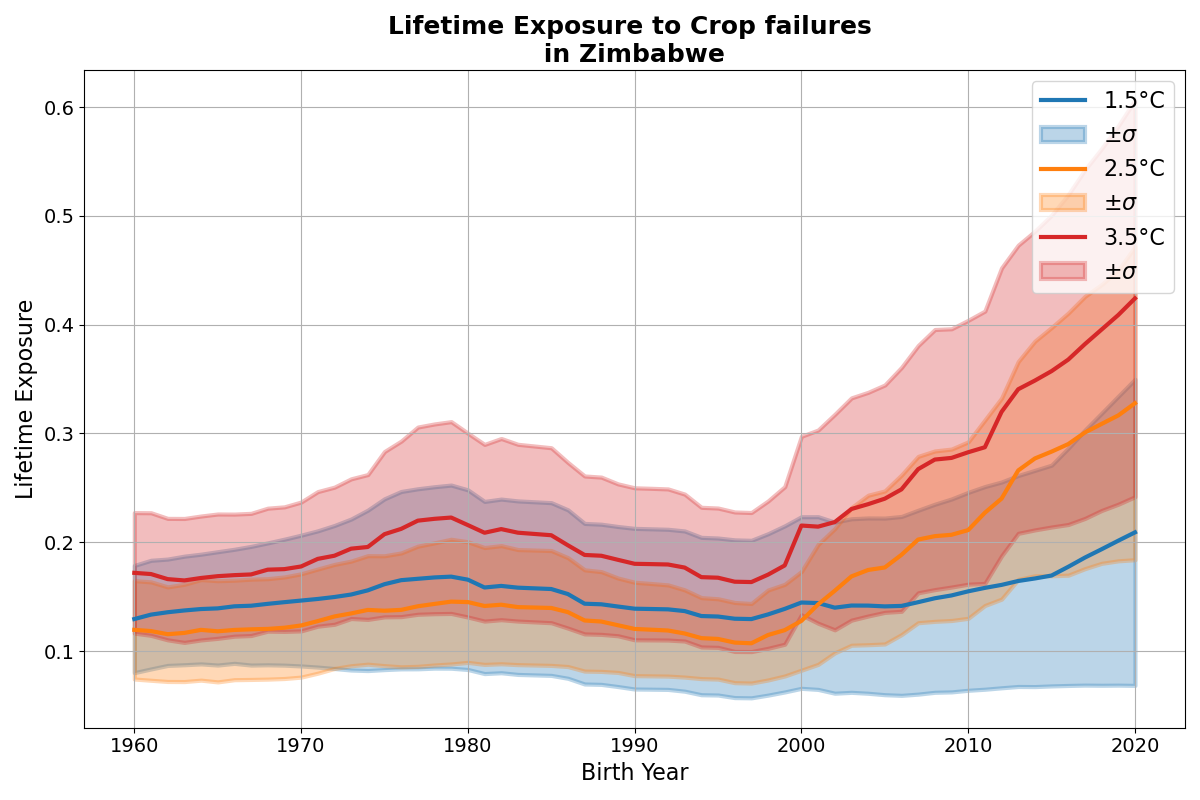 Lifetime Exposure to Crop failures
in Zimbabwe
1.5°C
±σ
2.5°C
±σ
3.5°C
±σ
Lifetime Exposure
0.6
0.5
0.4
0.3
0.2
0.1
1960 1970 1980 1990 2000 2010 2020
Birth Year